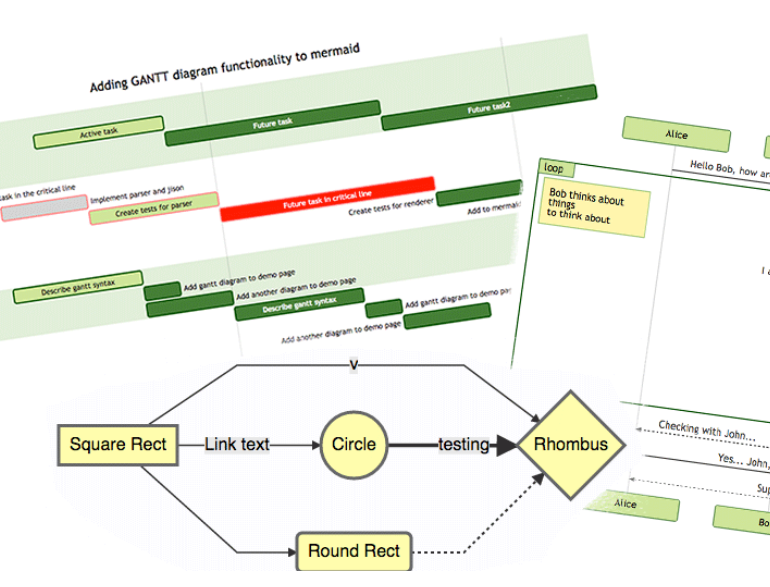 Adding GANTT diagram functionality to mermaid
Active task
Future task
Future task2
task in the critical line
Implement parser and jison
Create tests for parser
Future task in critical line
Create tests for renderer
Add to mermaid
Describe gantt syntax
Add gantt diagram to demo page
Add another diagram to demo page
Describe gantt syntax
Add gantt diagram to demo
Add another diagram to demo page
Alice
Hello Bob, how
loop
Bob thinks about
things
to think about
I
Checking with John...
Yes... John,
Alice
v
Square Rect
Link text
Circle
testing
Rhombus
Round Rect